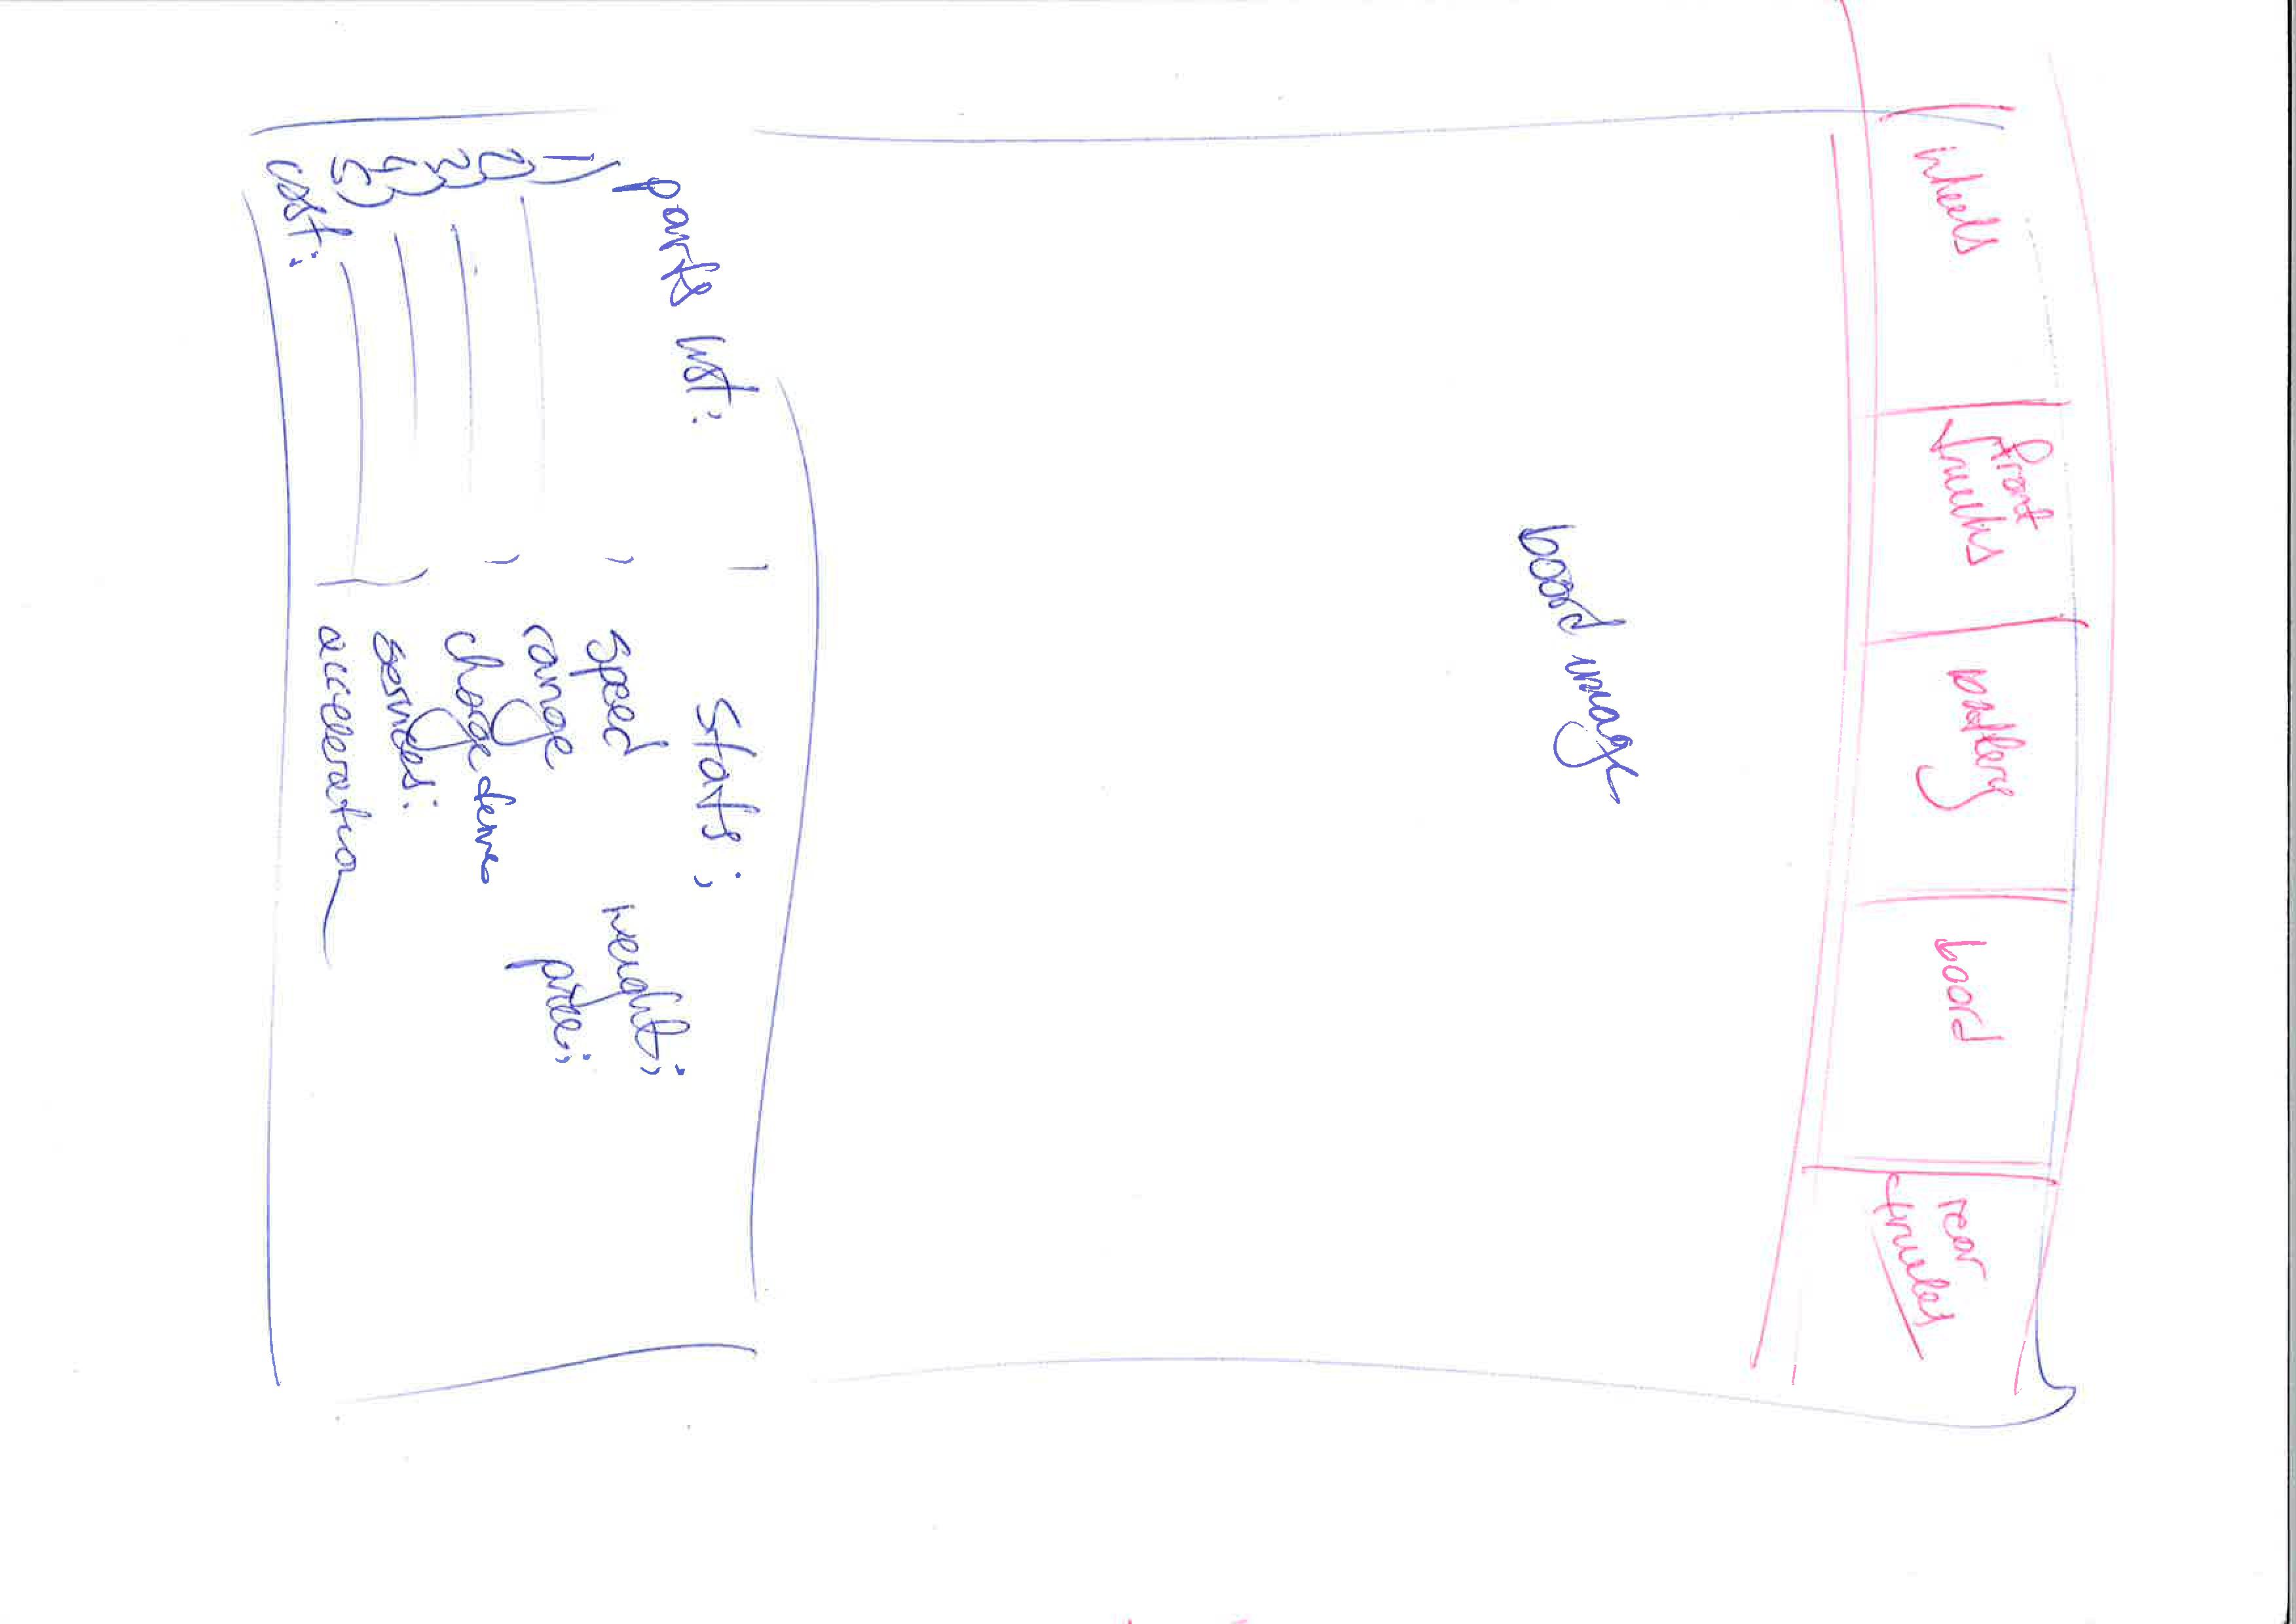 wheels
front
trucks
battery
board
rear
trucks
board image
parts list:
1)
2)
3)
4)
5)
cost:
Stats:
speed
range
charge time
services:
acceleration
weight:
price: